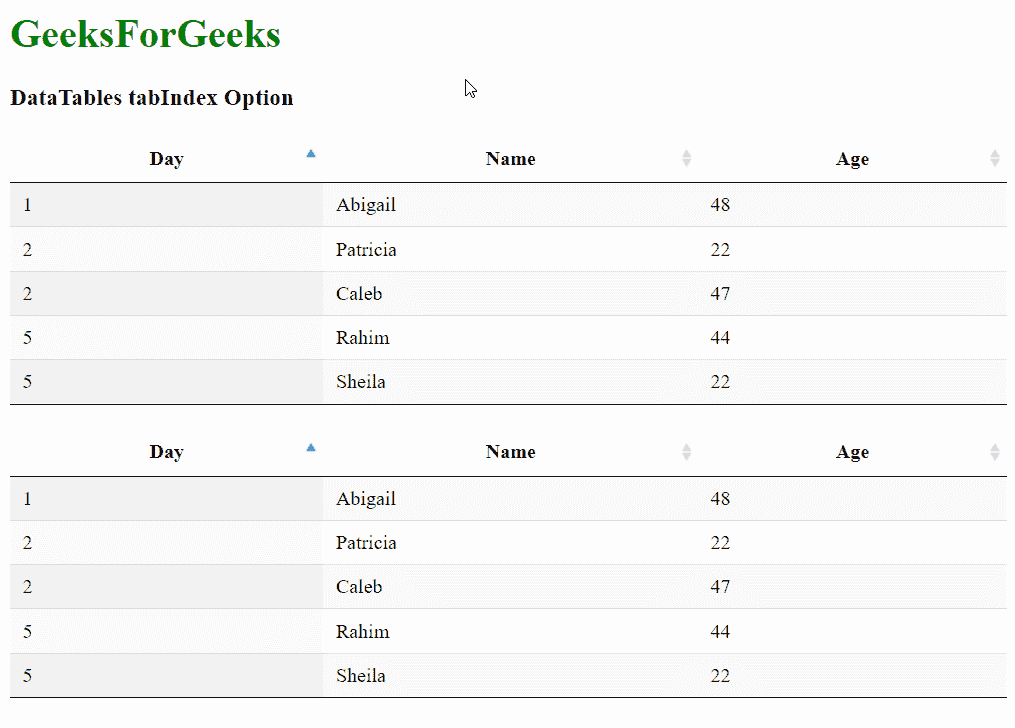 GeeksForGeeks
DataTables tabIndex Option
Day Name Age
1 Abigail 48
2 Patricia 22
2 Caleb 47
5 Rahim 44
5 Sheila 22
Day Name Age
1 Abigail 48
2 Patricia 22
2 Caleb 47
5 Rahim 44
5 Sheila 22